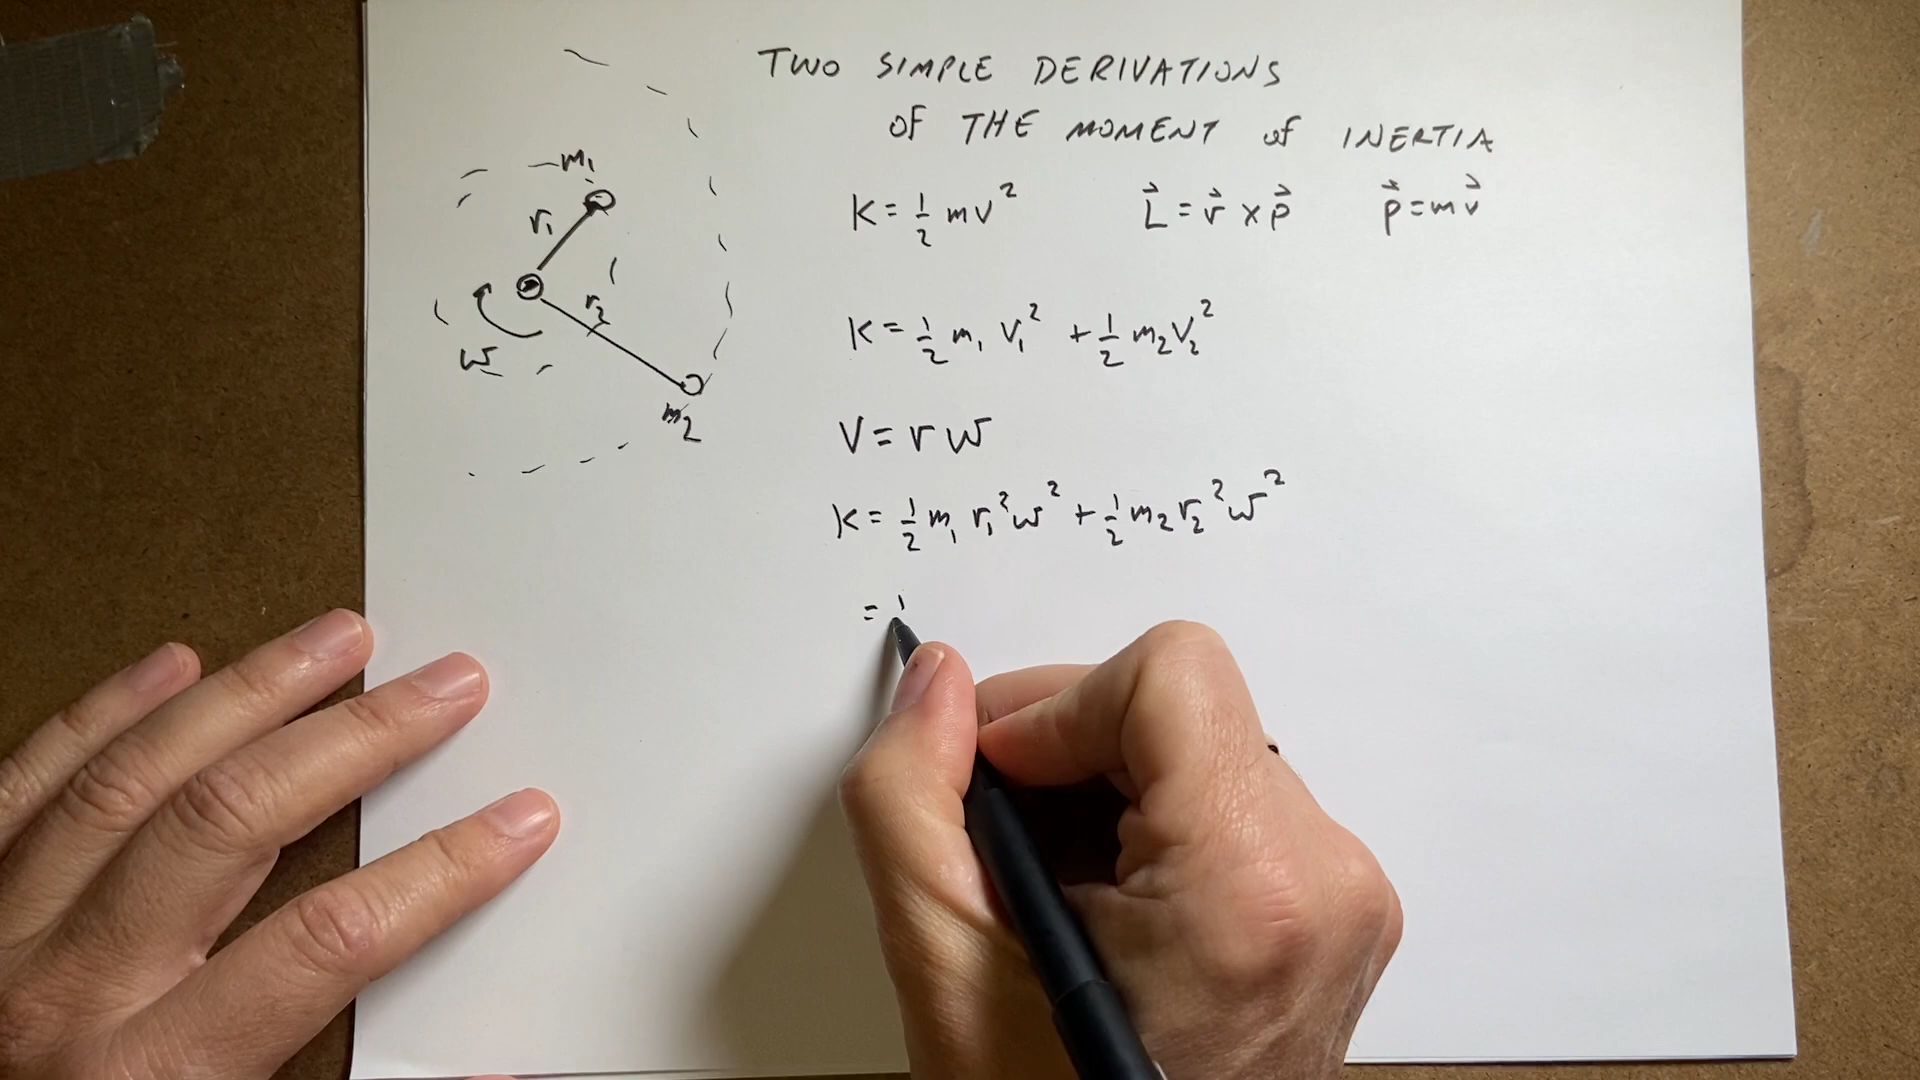 TWO SIMPLE DERIVATIONS
OF THE MOMENT OF INERTIA
K = 1/2 mv² L⃗ = r⃗ × p⃗ p⃗ = mv⃗
K = 1/2 m₁ v₁² + 1/2 m₂ v₂²
v = r ω
K = 1/2 m₁ r₁² ω² + 1/2 m₂ r₂² ω²
= 1
m₁
r₁
r₂
ω
m₂